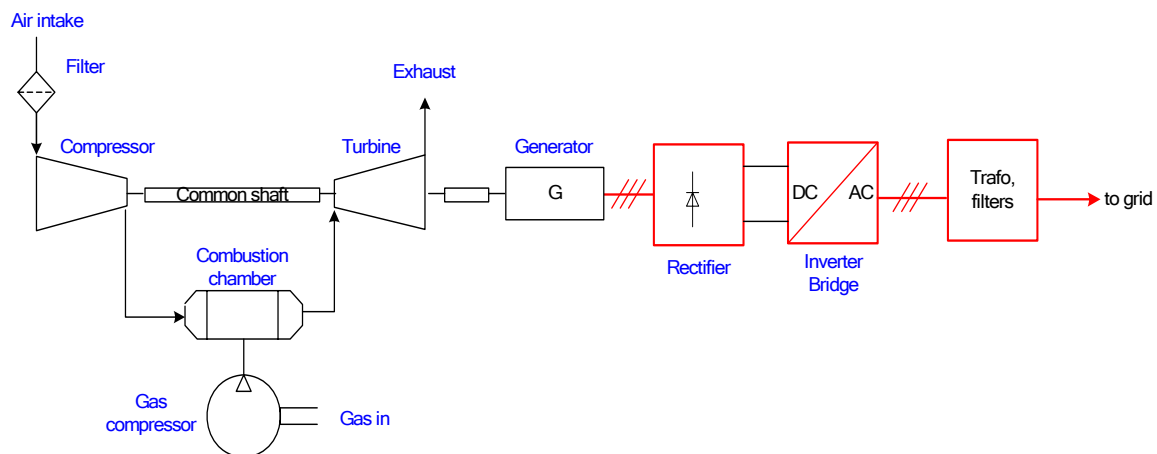 Air intake
Filter
Exhaust
Compressor
Turbine
Generator
Common shaft
G
DC
AC
Trafo,
filters
to grid
Combustion
chamber
Rectifier
Inverter
Bridge
Gas
compressor
Gas in